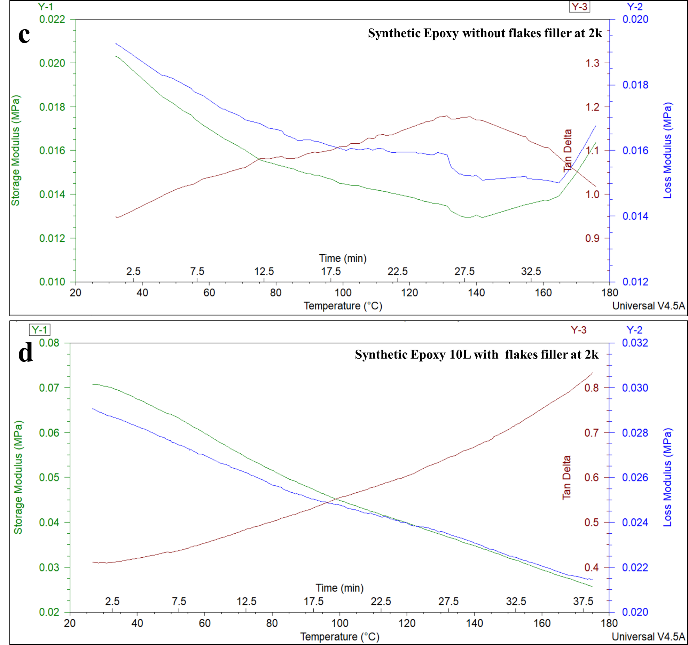 Y-1 Y-3 Y-2
0.022 0.020
c Synthetic Epoxy without flakes filler at 2k
0.020 1.3 0.018
0.018 1.2
0.016 1.1 0.016
0.014 1.0 0.014
0.012 0.9
0.010 0.012
Storage Modulus (MPa)
Tan Delta
Loss Modulus (MPa)
Time (min)
2.5 7.5 12.5 17.5 22.5 27.5 32.5
20 40 60 80 100 120 140 160 180
Temperature (°C) Universal V4.5A
Y-1 Y-3 Y-2
0.08 0.032
d Synthetic Epoxy 10L with flakes filler at 2k
0.07 0.8 0.030
0.06 0.7 0.028
0.05 0.6 0.026
0.04 0.5 0.024
0.03 0.4 0.022
0.02 0.020
Storage Modulus (MPa)
Tan Delta
Loss Modulus (MPa)
Time (min)
2.5 7.5 12.5 17.5 22.5 27.5 32.5 37.5
20 40 60 80 100 120 140 160 180
Temperature (°C) Universal V4.5A